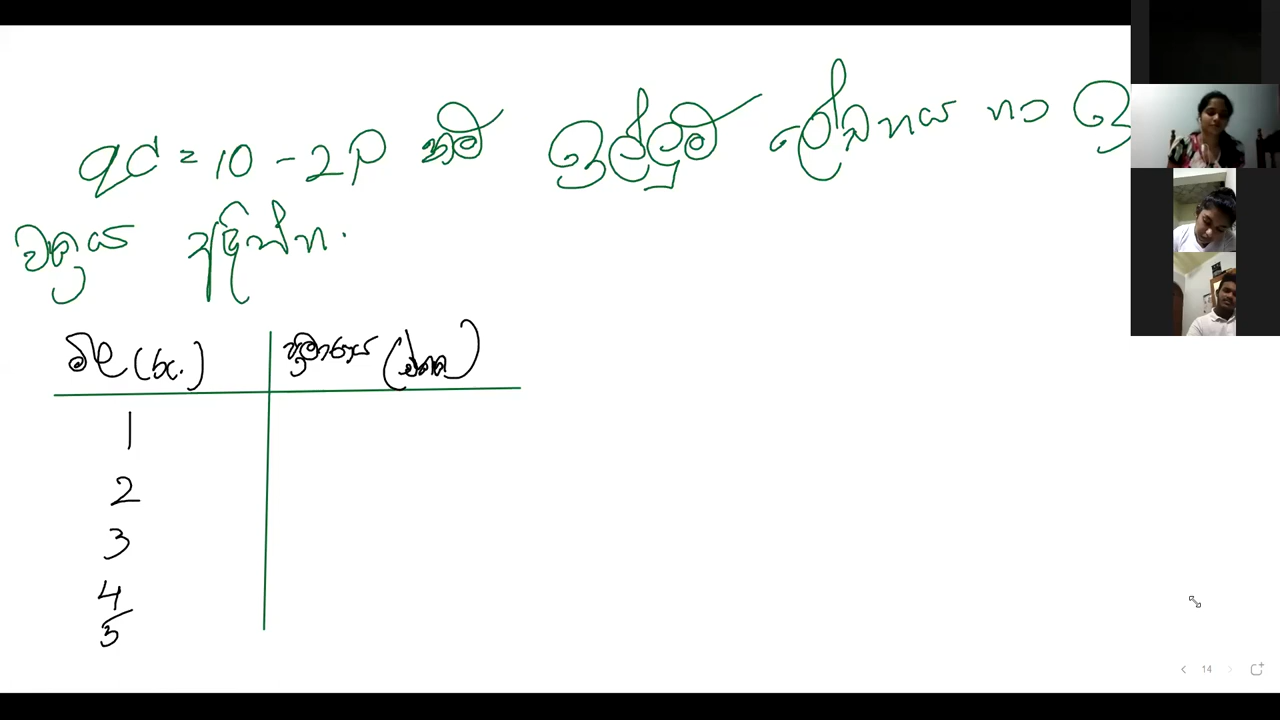 qd = 10 - 2p නම් ඉල්ලුම් ලේඛනය හා ඉ
වක්‍රය අඳින්න.
මිල (රු.) ප්‍රමාණය (ඒකක)
1
2
3
4
5
14